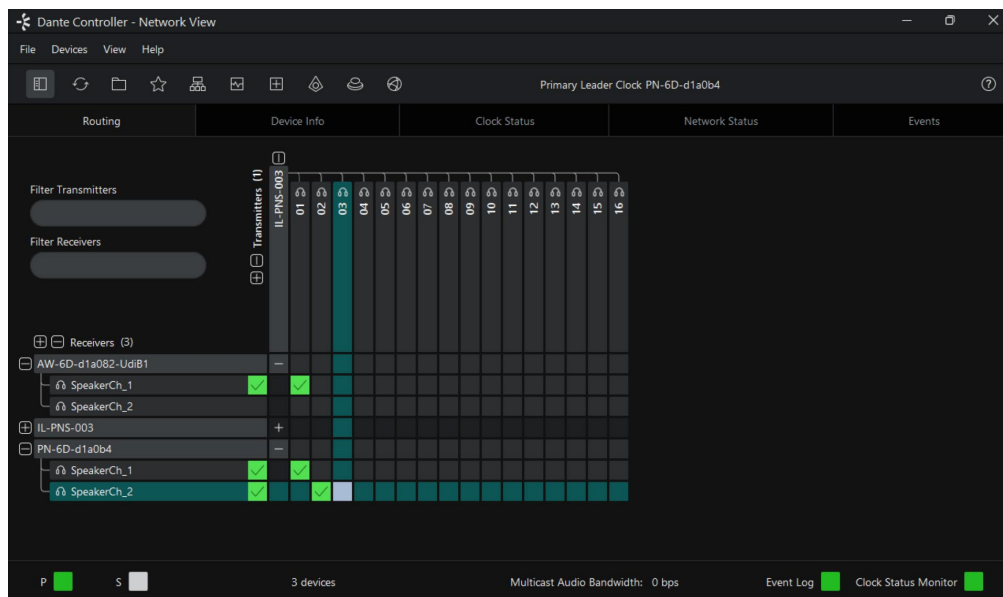 Dante Controller - Network View
File Devices View Help
Primary Leader Clock PN-6D-d1a0b4
Routing Device Info Clock Status Network Status Events
Filter Transmitters
Filter Receivers
Transmitters (1)
IL-PNS-003
01 02 03 04 05 06 07 08 09 10 11 12 13 14 15 16
Receivers (3)
AW-6D-d1a082-UdiB1
SpeakerCh_1
SpeakerCh_2
IL-PNS-003
PN-6D-d1a0b4
SpeakerCh_1
SpeakerCh_2
P S 3 devices Multicast Audio Bandwidth: 0 bps Event Log Clock Status Monitor